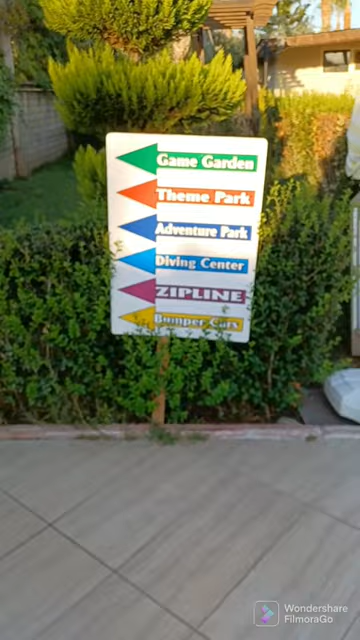 Game Garden
Theme Park
Adventure Park
Diving Center
ZIPLINE
Bumper Cars
Wondershare
FilmoraGo